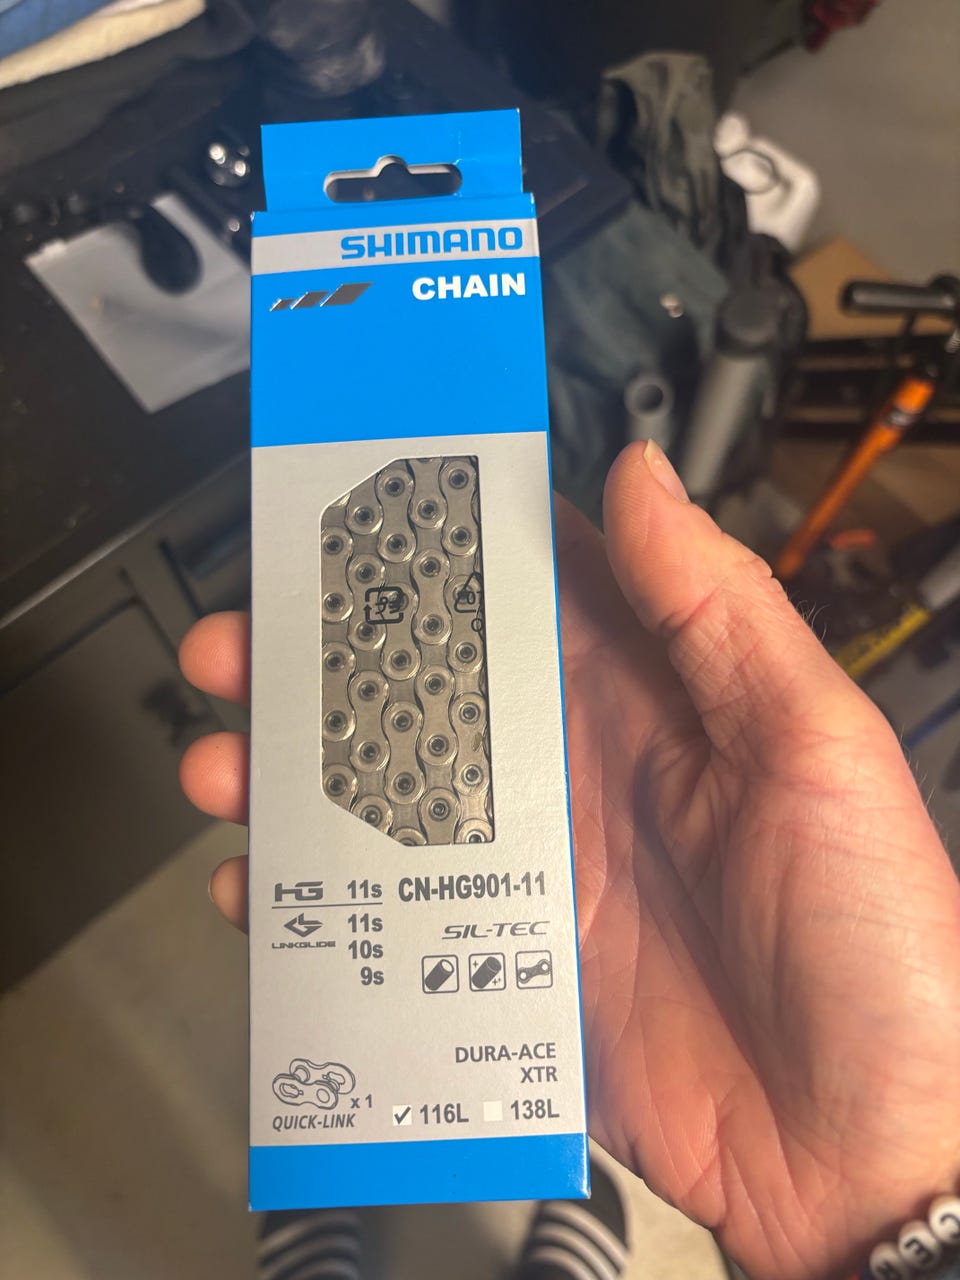 SHIMANO
CHAIN
HG 11s CN-HG901-11
LINKGLIDE 11s
10s
9s
SIL-TEC
DURA-ACE
XTR
x 1
QUICK-LINK
116L 138L